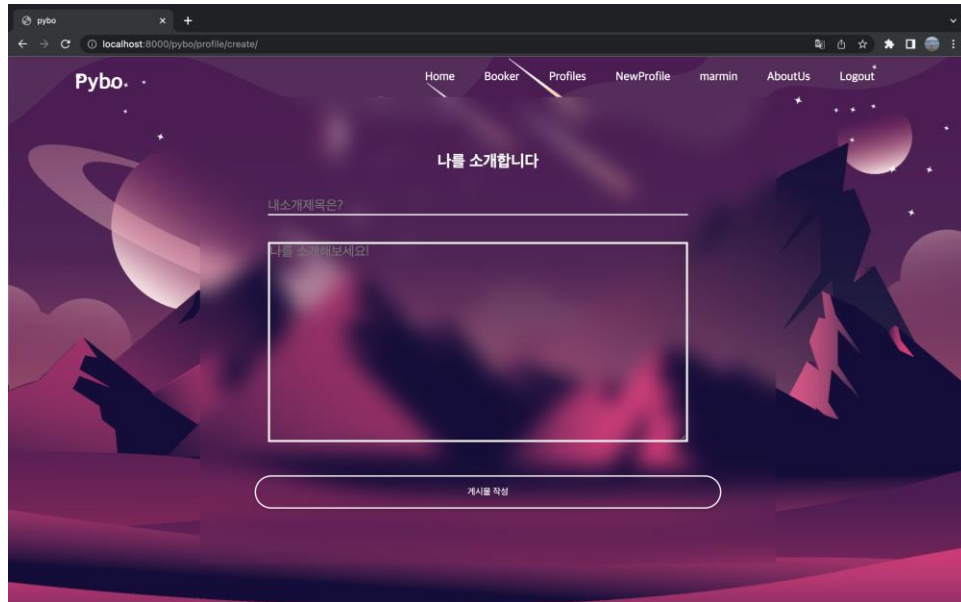 pybo
localhost:8000/pybo/profile/create/
Pybo.
Home Booker Profiles NewProfile marmin AboutUs Logout
나를 소개합니다
내소개제목은?
나를 소개해보세요!
게시물 작성